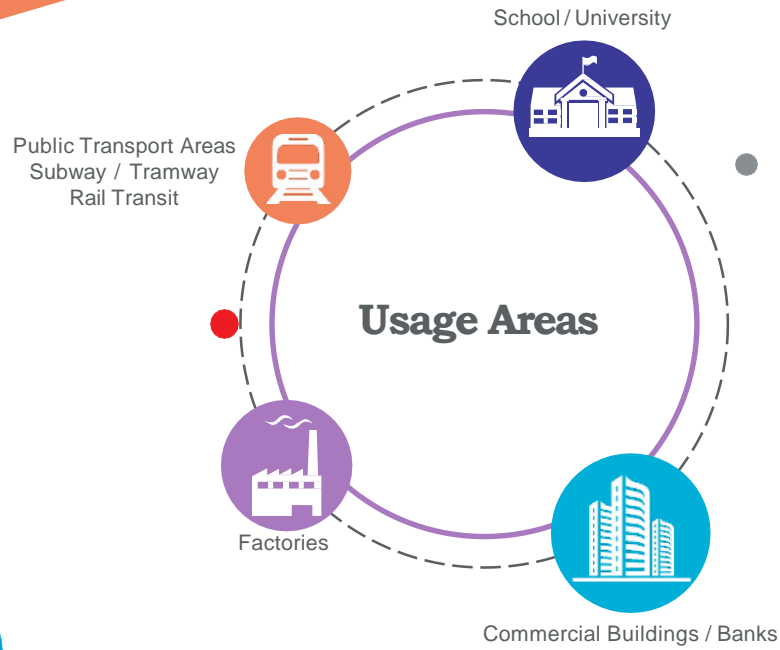 School / University
Public Transport Areas
Subway / Tramway
Rail Transit
Usage Areas
Factories
Commercial Buildings / Banks